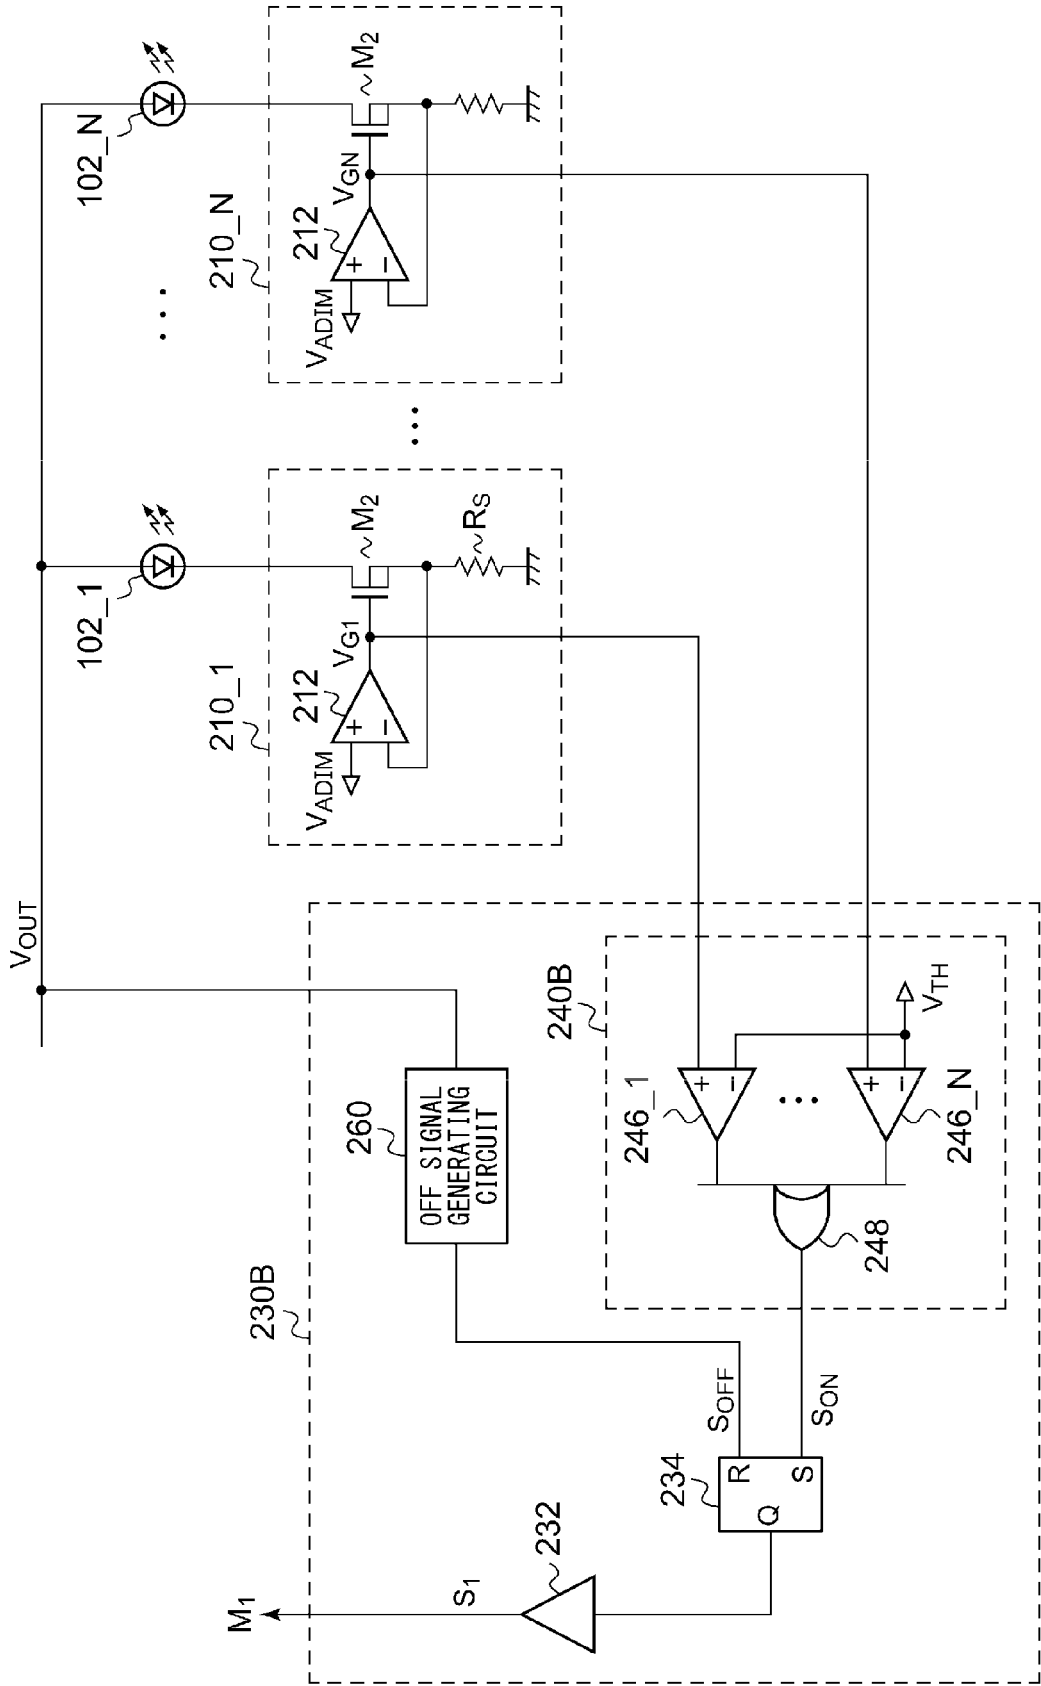 VOUT
102_1
102_N
...
210_1
VADIM
212
+
−
VG1
M2
RS
...
210_N
VADIM
212
+
−
VGN
M2
230B
260
OFF SIGNAL
GENERATING
CIRCUIT
240B
246_1
+
−
...
246_N
+
−
VTH
248
SOFF
SON
234
R
S
Q
232
S1
M1